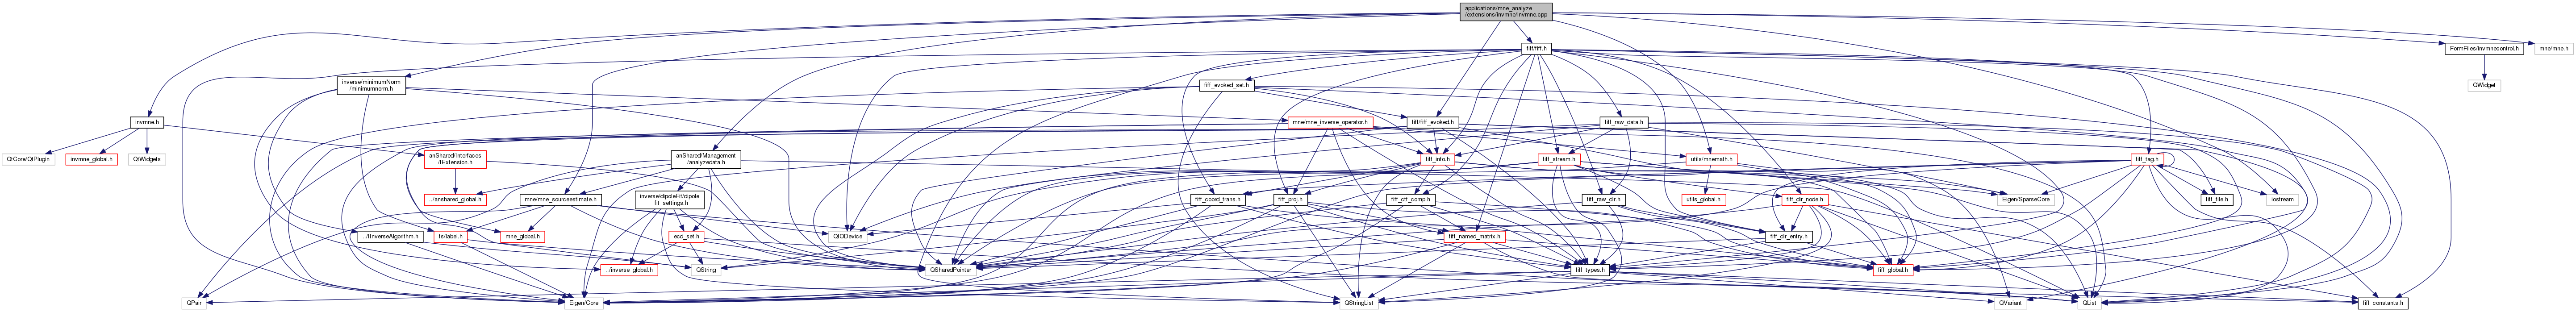 applications/mne_analyze
/extensions/invmne/invmne.cpp
fiff/fiff.h
FormFiles/invmnecontrol.h
mne/mne.h
inverse/minimumNorm
/minimumnorm.h
fiff_evoked_set.h
QWidget
invmne.h
mne/mne_inverse_operator.h
fiff/fiff_evoked.h
fiff_raw_data.h
QtCore/QtPlugin
invmne_global.h
QtWidgets
anShared/Interfaces
/IExtension.h
anShared/Management
/analyzedata.h
fiff_info.h
fiff_stream.h
utils/mnemath.h
fiff_tag.h
../anshared_global.h
mne/mne_sourceestimate.h
inverse/dipoleFit/dipole
_fit_settings.h
fiff_coord_trans.h
fiff_proj.h
fiff_ctf_comp.h
fiff_raw_dir.h
utils_global.h
fiff_dir_node.h
Eigen/SparseCore
fiff_file.h
iostream
../IInverseAlgorithm.h
fs/label.h
mne_global.h
ecd_set.h
QIODevice
fiff_named_matrix.h
fiff_dir_entry.h
../inverse_global.h
QString
QSharedPointer
fiff_types.h
fiff_global.h
QPair
Eigen/Core
QStringList
QVariant
QList
fiff_constants.h